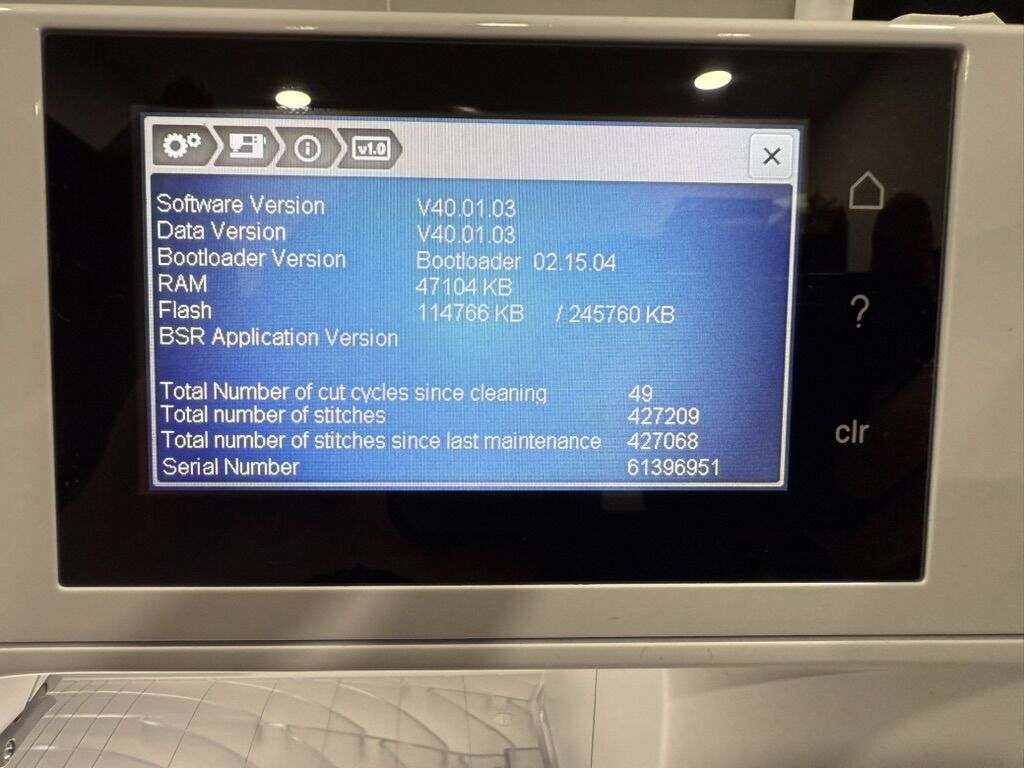 v1.0
Software Version V40.01.03
Data Version V40.01.03
Bootloader Version Bootloader 02.15.04
RAM 47104 KB
Flash 114766 KB / 245760 KB
BSR Application Version
Total Number of cut cycles since cleaning 49
Total number of stitches 427209
Total number of stitches since last maintenance 427068
Serial Number 61396951
?
clr